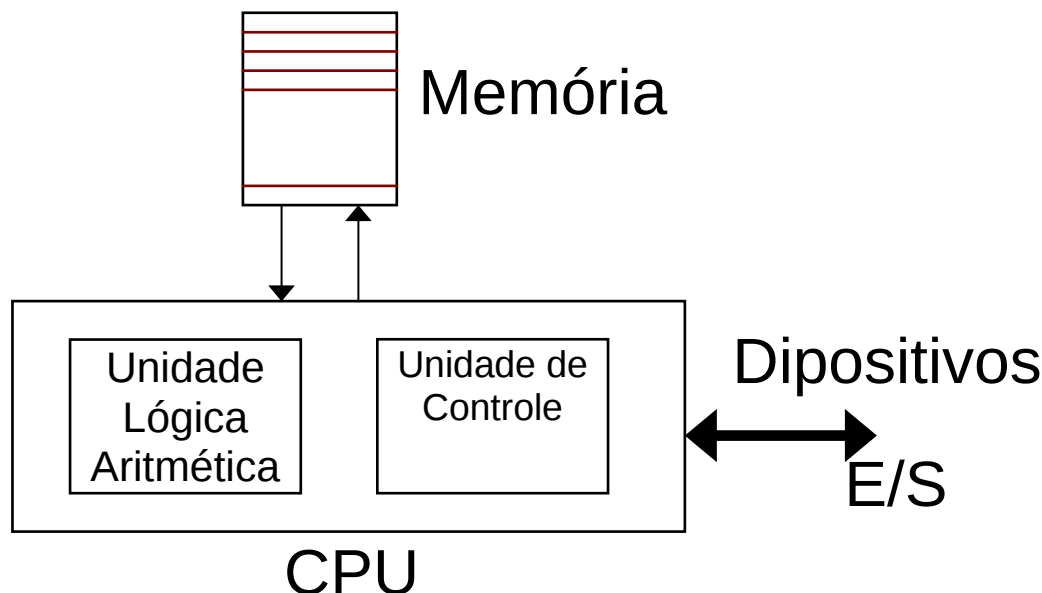 Memória
Unidade
Lógica
Aritmética
Unidade de
Controle
Dipositivos
E/S
CPU